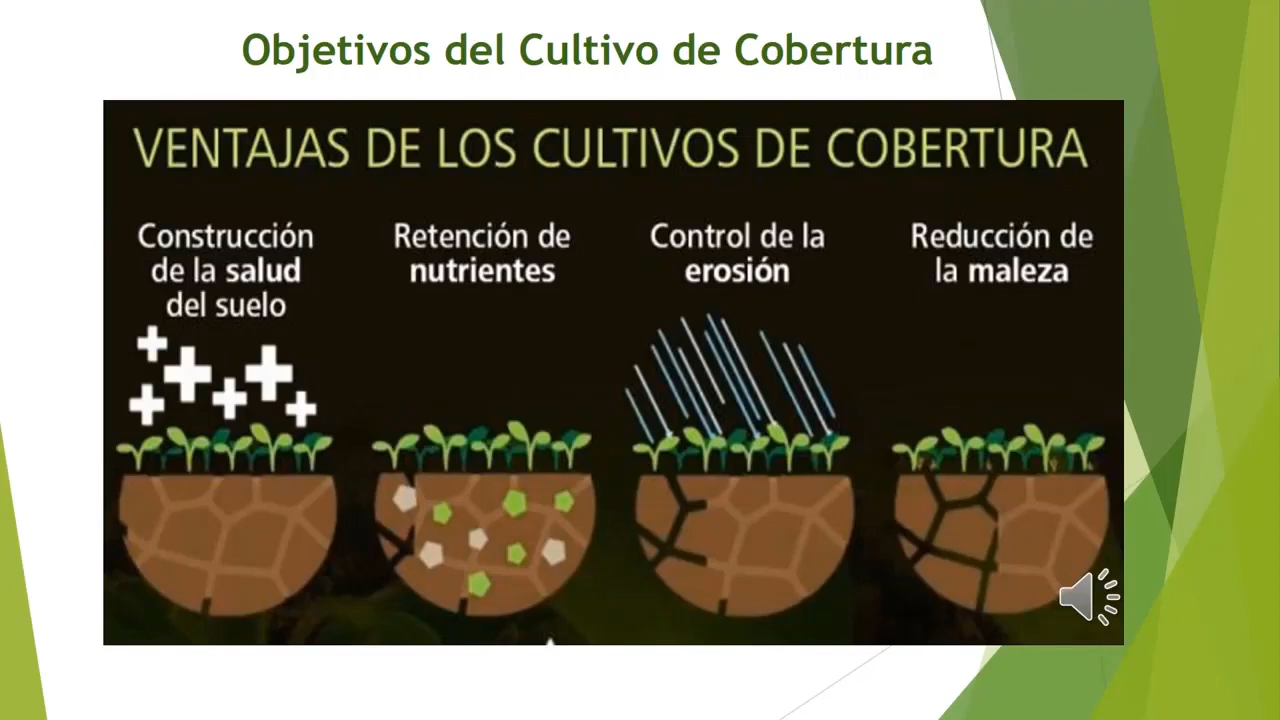 Objetivos del Cultivo de Cobertura
VENTAJAS DE LOS CULTIVOS DE COBERTURA
Construcción
de la salud
del suelo
Retención de
nutrientes
Control de la
erosión
Reducción de
la maleza